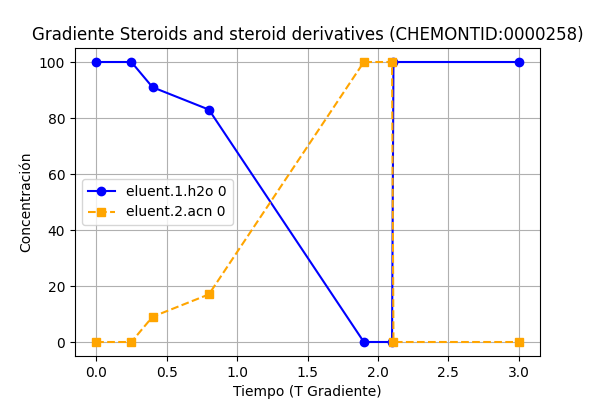 Gradiente Steroids and steroid derivatives (CHEMONTID:0000258)
100
80
60
40
20
0
Concentración
eluent.1.h2o 0
eluent.2.acn 0
0.0 0.5 1.0 1.5 2.0 2.5 3.0
Tiempo (T Gradiente)